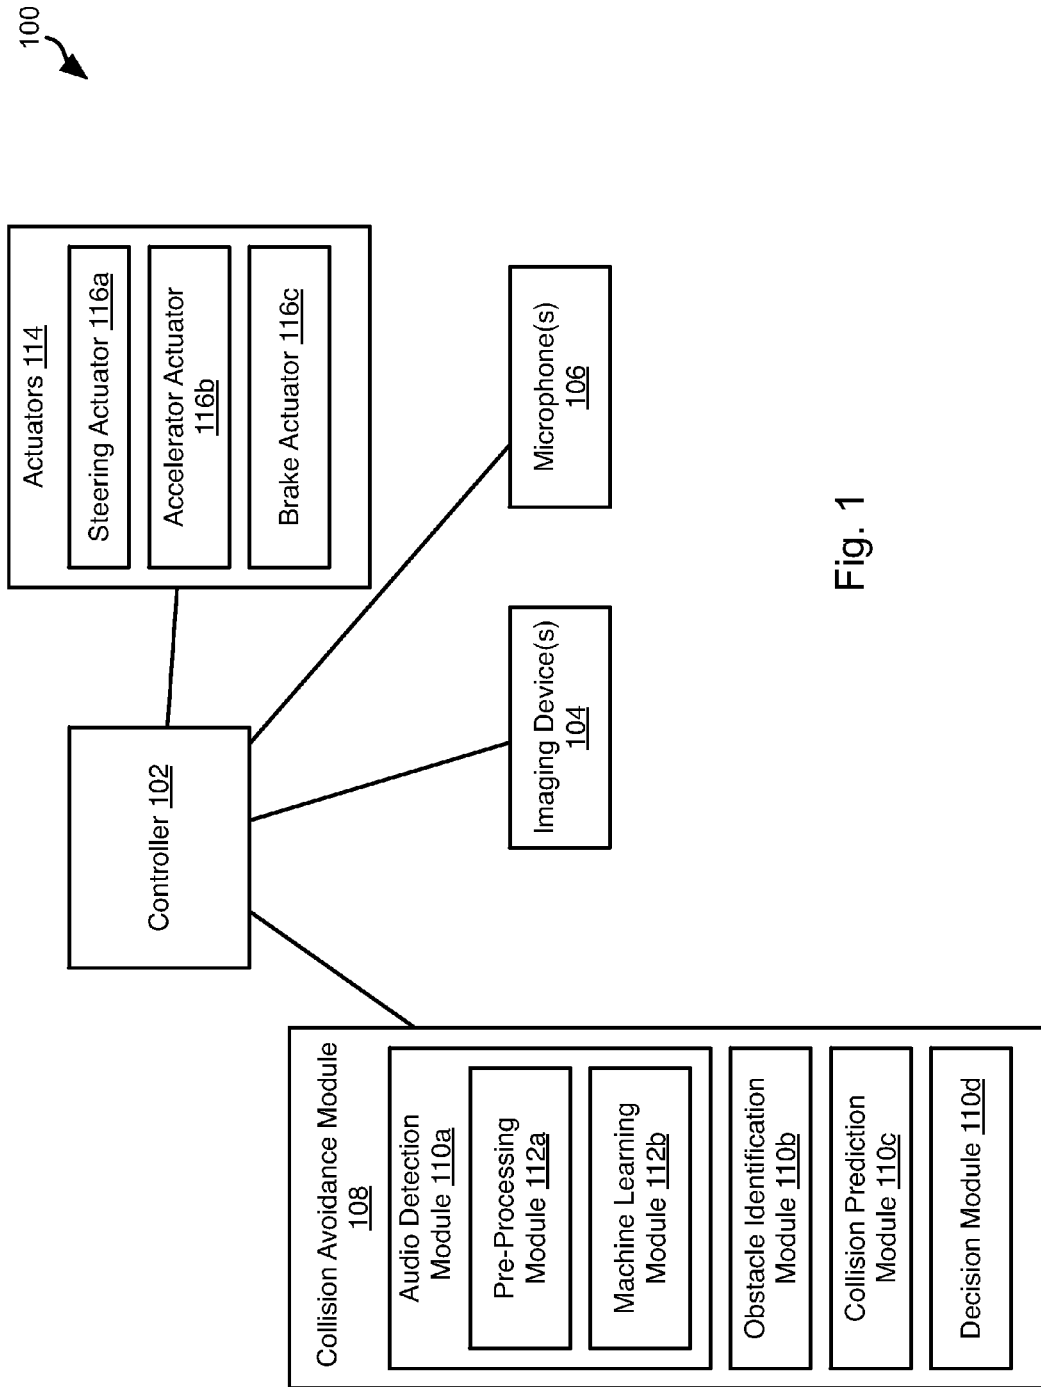 100
Collision Avoidance Module
108
Audio Detection
Module 110a
Pre-Processing
Module 112a
Machine Learning
Module 112b
Obstacle Identification
Module 110b
Collision Prediction
Module 110c
Decision Module 110d
Controller 102
Actuators 114
Steering Actuator 116a
Accelerator Actuator
116b
Brake Actuator 116c
Imaging Device(s)
104
Microphone(s)
106
Fig. 1